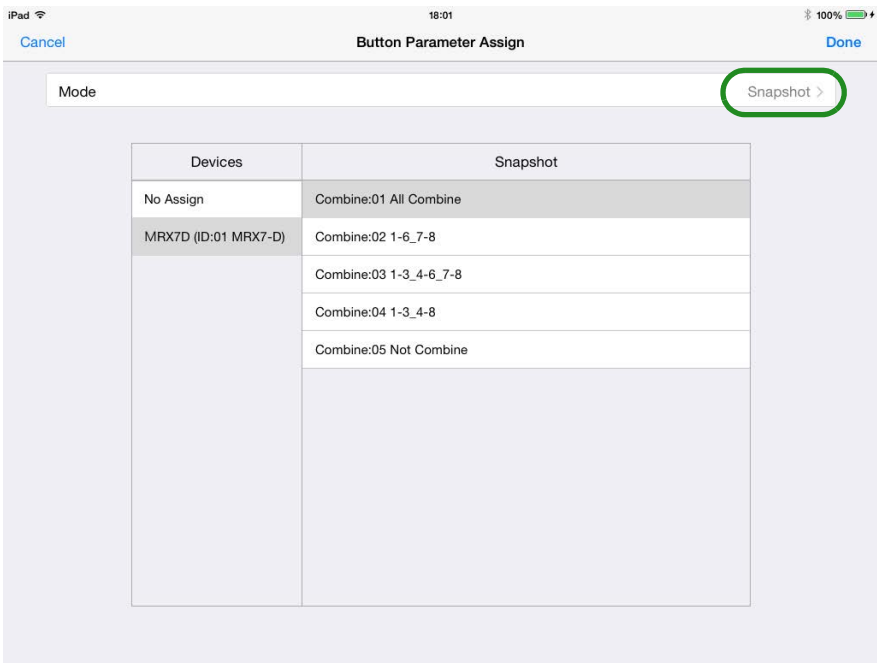 iPad 18:01 100%
Cancel Button Parameter Assign Done
Mode Snapshot >
Devices Snapshot
No Assign Combine:01 All Combine
MRX7D (ID:01 MRX7-D) Combine:02 1-6_7-8
Combine:03 1-3_4-6_7-8
Combine:04 1-3_4-8
Combine:05 Not Combine